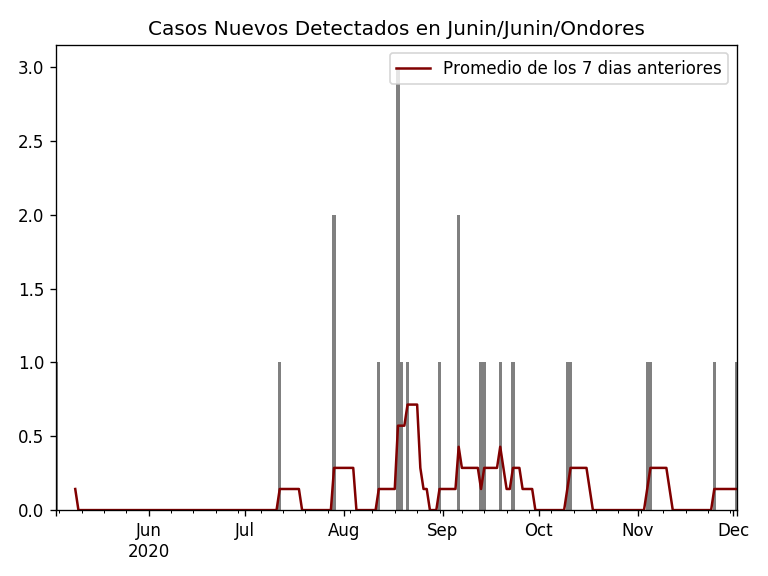 Casos Nuevos Detectados en Junin/Junin/Ondores
Promedio de los 7 dias anteriores
3.0
2.5
2.0
1.5
1.0
0.5
0.0
Jun Jul Aug Sep Oct Nov Dec
2020